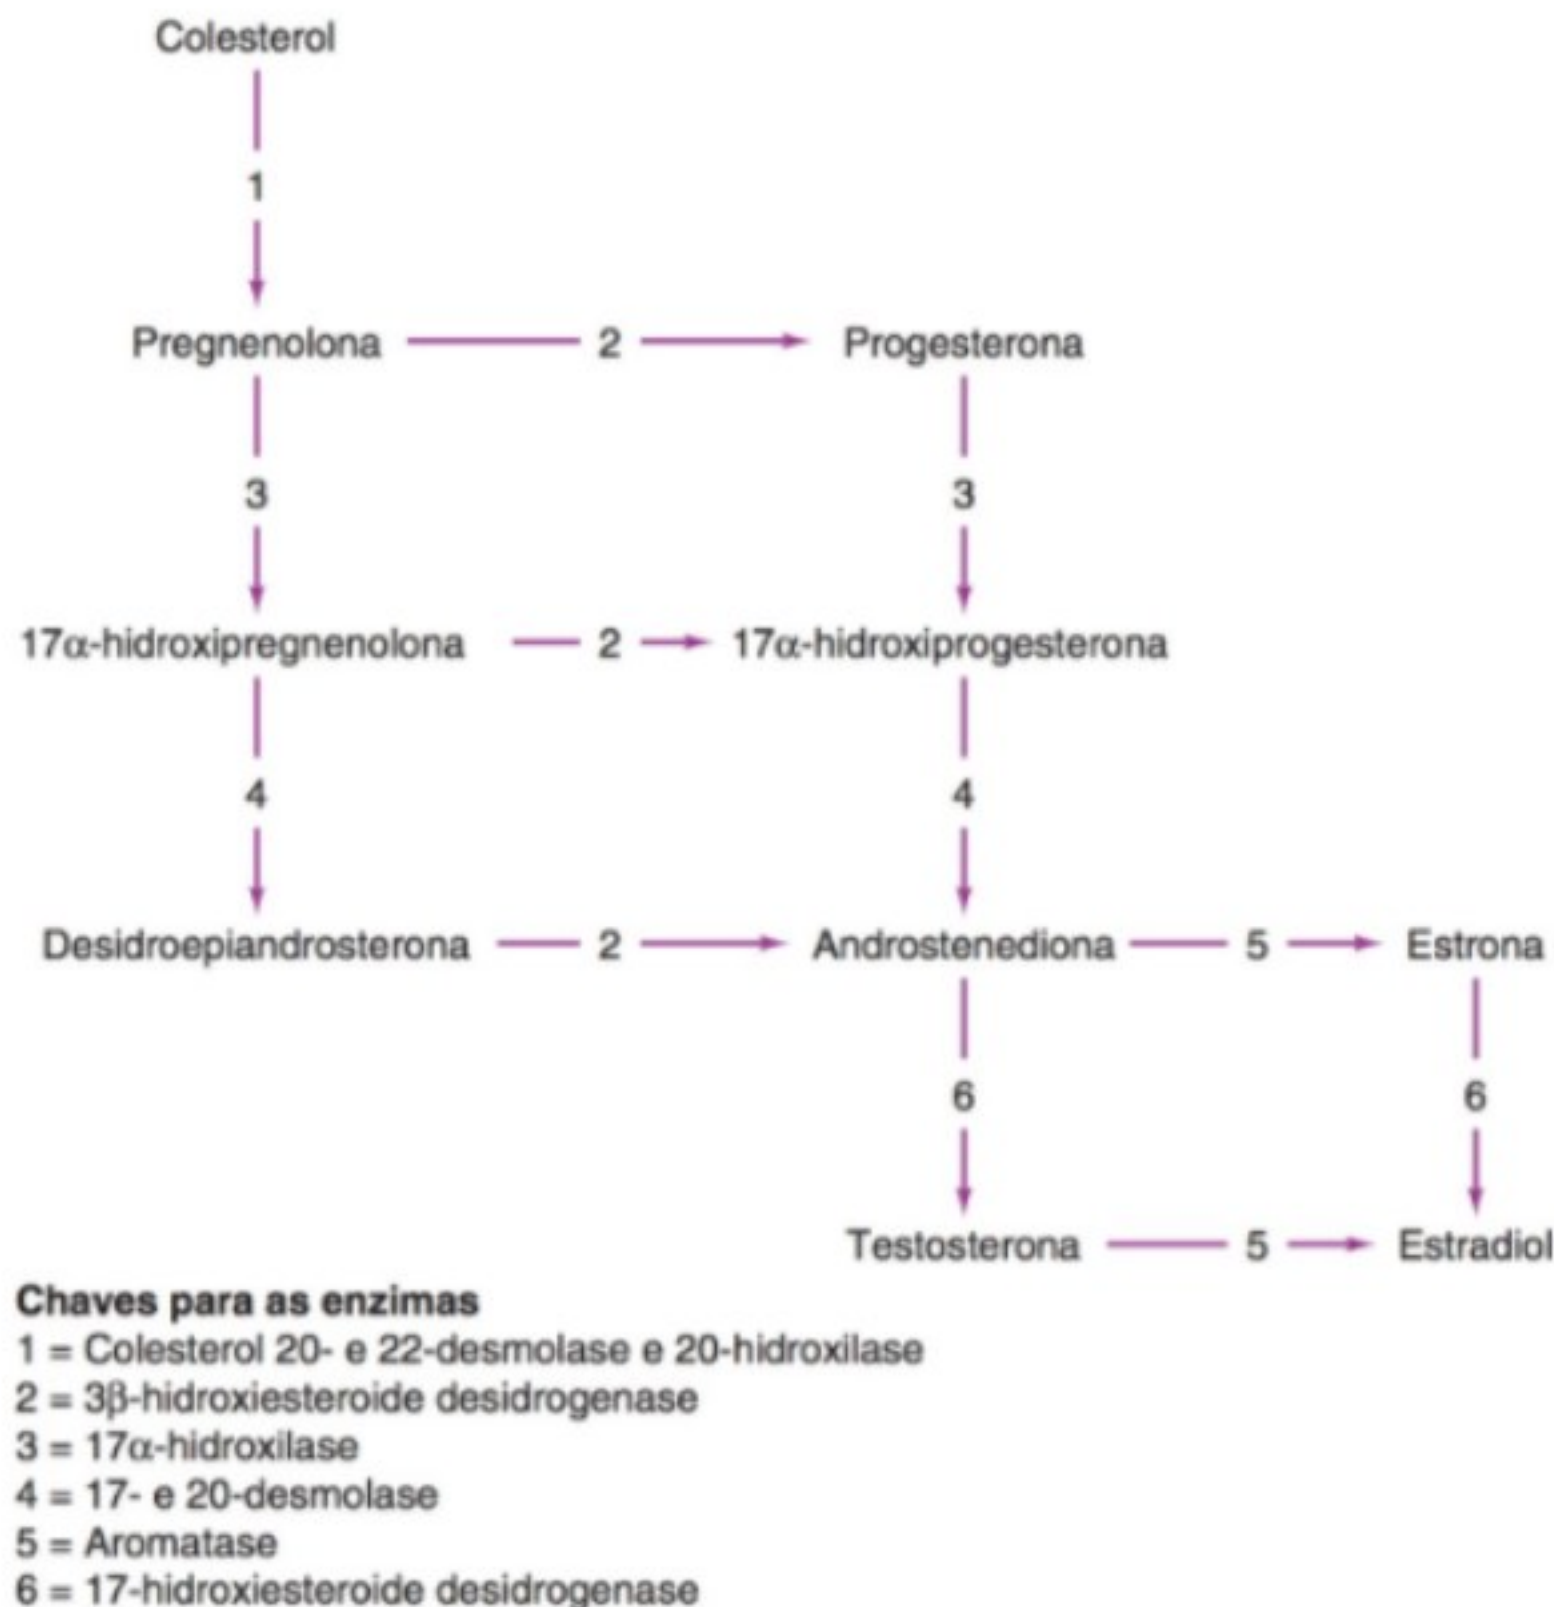 Colesterol
1
Pregnenolona 2 Progesterona
3 3
17α-hidroxipregnenolona 2 17α-hidroxiprogesterona
4 4
Desidroepiandrosterona 2 Androstenediona 5 Estrona
6 6
Testosterona 5 Estradiol
Chaves para as enzimas
1 = Colesterol 20- e 22-desmolase e 20-hidroxilase
2 = 3β-hidroxiesteroide desidrogenase
3 = 17α-hidroxilase
4 = 17- e 20-desmolase
5 = Aromatase
6 = 17-hidroxiesteroide desidrogenase